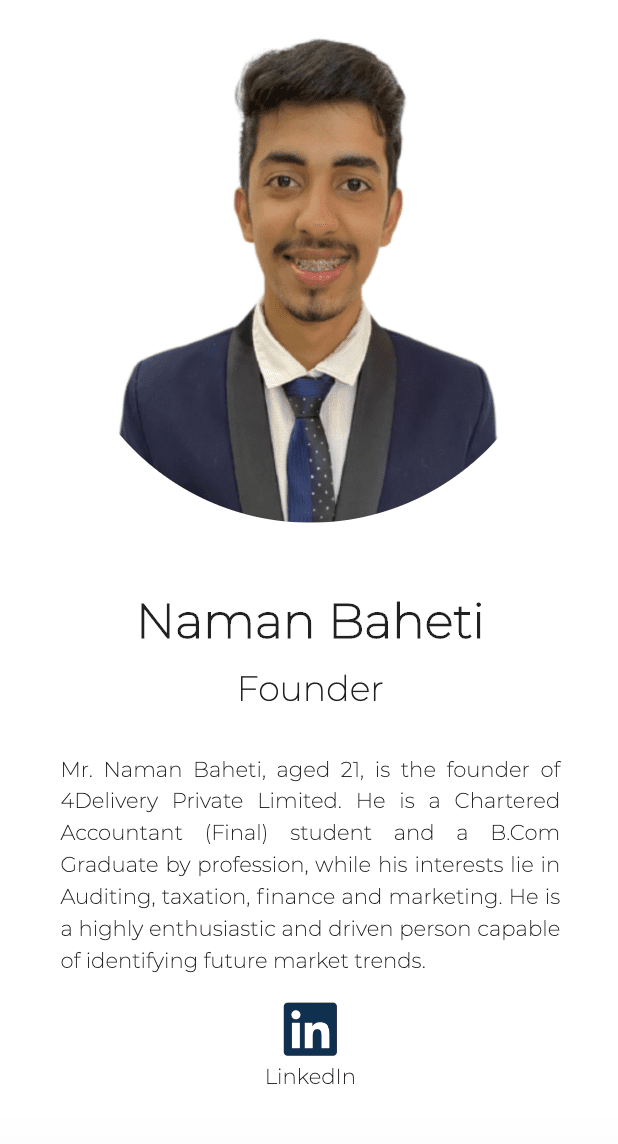 Naman Baheti
Founder
Mr. Naman Baheti, aged 21, is the founder of
4Delivery Private Limited. He is a Chartered
Accountant (Final) student and a B.Com
Graduate by profession, while his interests lie in
Auditing, taxation, finance and marketing. He is
a highly enthusiastic and driven person capable
of identifying future market trends.
in
LinkedIn